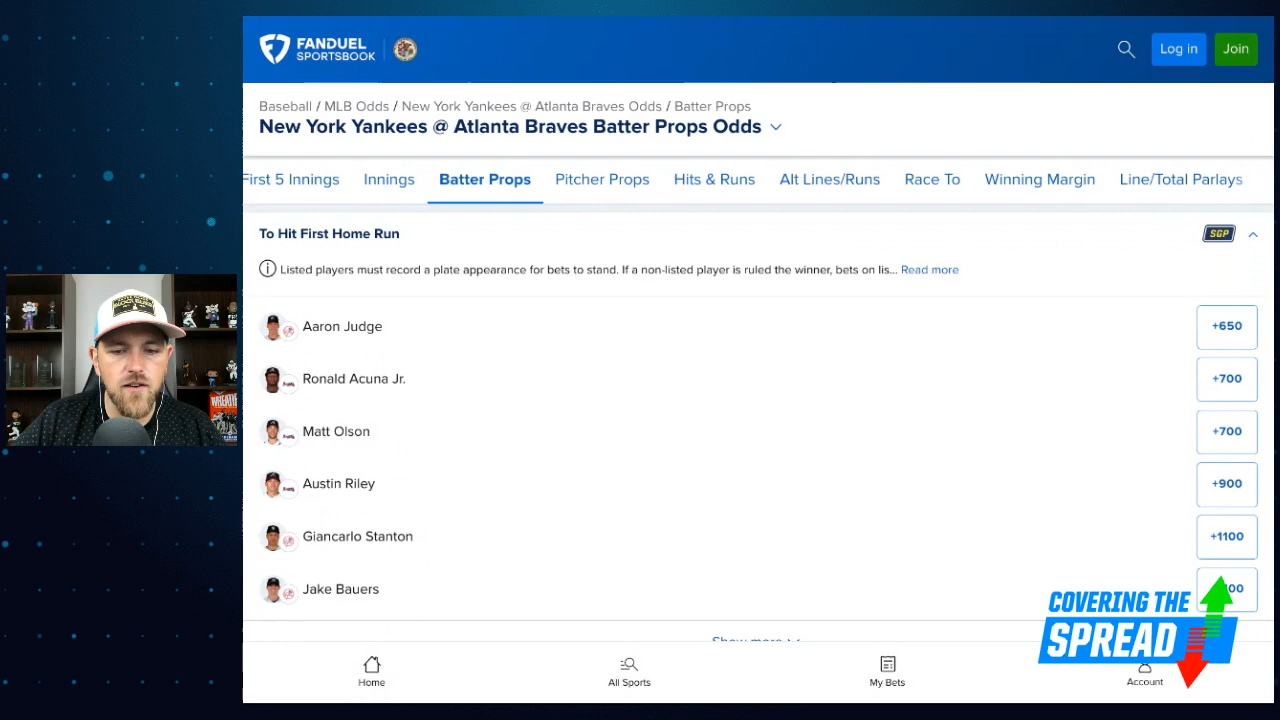 FANDUEL
SPORTSBOOK
Log in
Join
Baseball / MLB Odds / New York Yankees @ Atlanta Braves Odds / Batter Props
New York Yankees @ Atlanta Braves Batter Props Odds
First 5 Innings Innings Batter Props Pitcher Props Hits & Runs Alt Lines/Runs Race To Winning Margin Line/Total Parlays
To Hit First Home Run
SGP
Listed players must record a plate appearance for bets to stand. If a non-listed player is ruled the winner, bets on lis... Read more
Aaron Judge +650
Ronald Acuna Jr. +700
Matt Olson +700
Austin Riley +900
Giancarlo Stanton +1100
Jake Bauers
Show more
COVERING THE
SPREAD
Home
All Sports
My Bets
Account
WHEATIES